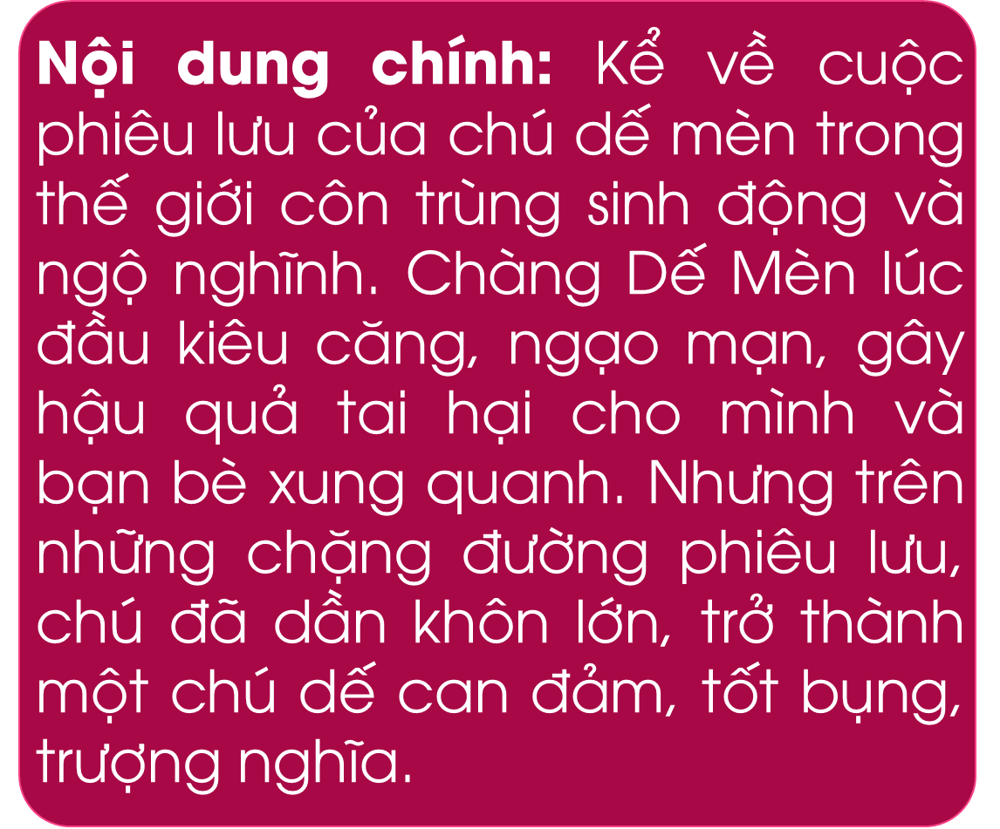 Nội dung chính: Kể về cuộc
phiêu lưu của chú dế mèn trong
thế giới côn trùng sinh động và
ngộ nghĩnh. Chàng Dế Mèn lúc
đầu kiêu căng, ngạo mạn, gây
hậu quả tai hại cho mình và
bạn bè xung quanh. Nhưng trên
những chặng đường phiêu lưu,
chú đã dần khôn lớn, trở thành
một chú dế can đảm, tốt bụng,
trượng nghĩa.